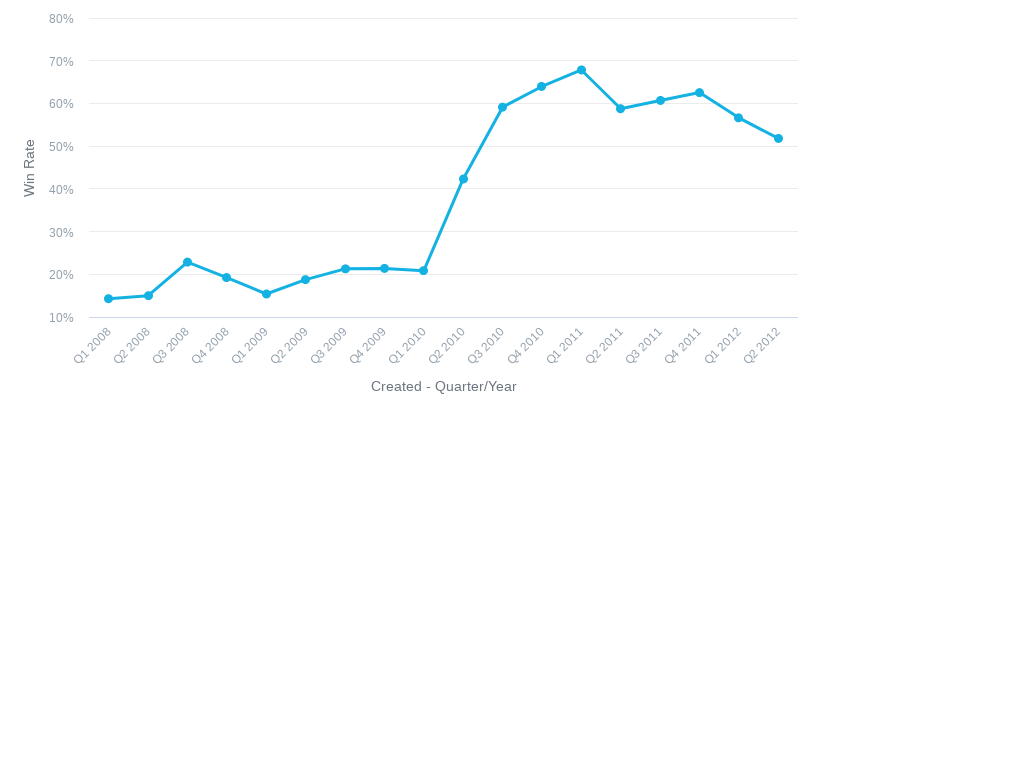 80%
70%
60%
50%
40%
30%
20%
10%
Win Rate
Q1 2008
Q2 2008
Q3 2008
Q4 2008
Q1 2009
Q2 2009
Q3 2009
Q4 2009
Q1 2010
Q2 2010
Q3 2010
Q4 2010
Q1 2011
Q2 2011
Q3 2011
Q4 2011
Q1 2012
Q2 2012
Created - Quarter/Year